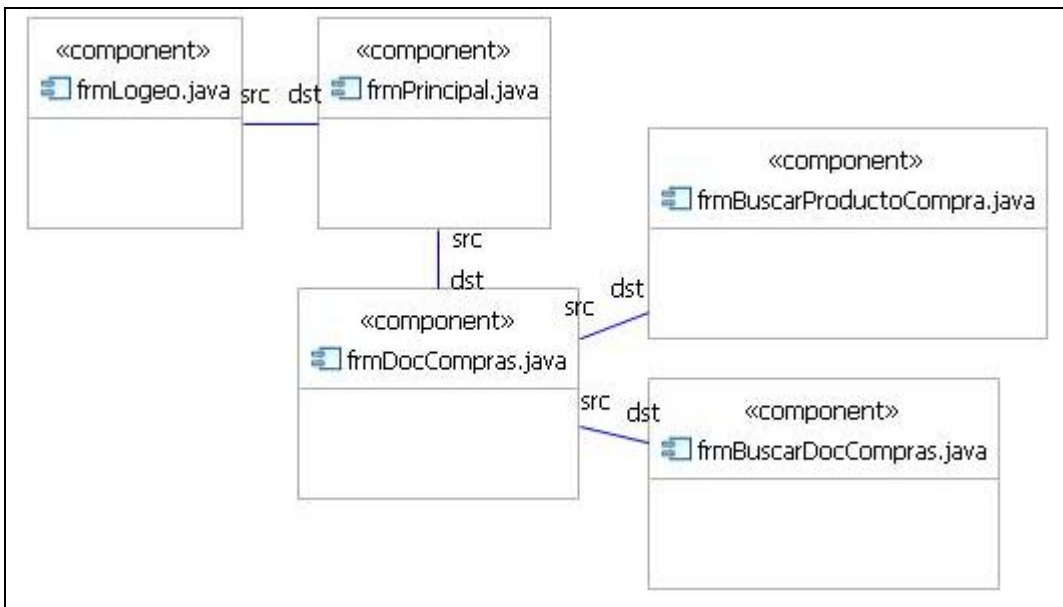 «component»
frmLogeo.java
src
dst
«component»
frmPrincipal.java
src
dst
«component»
frmDocCompras.java
src
dst
«component»
frmBuscarProductoCompra.java
src
dst
«component»
frmBuscarDocCompras.java